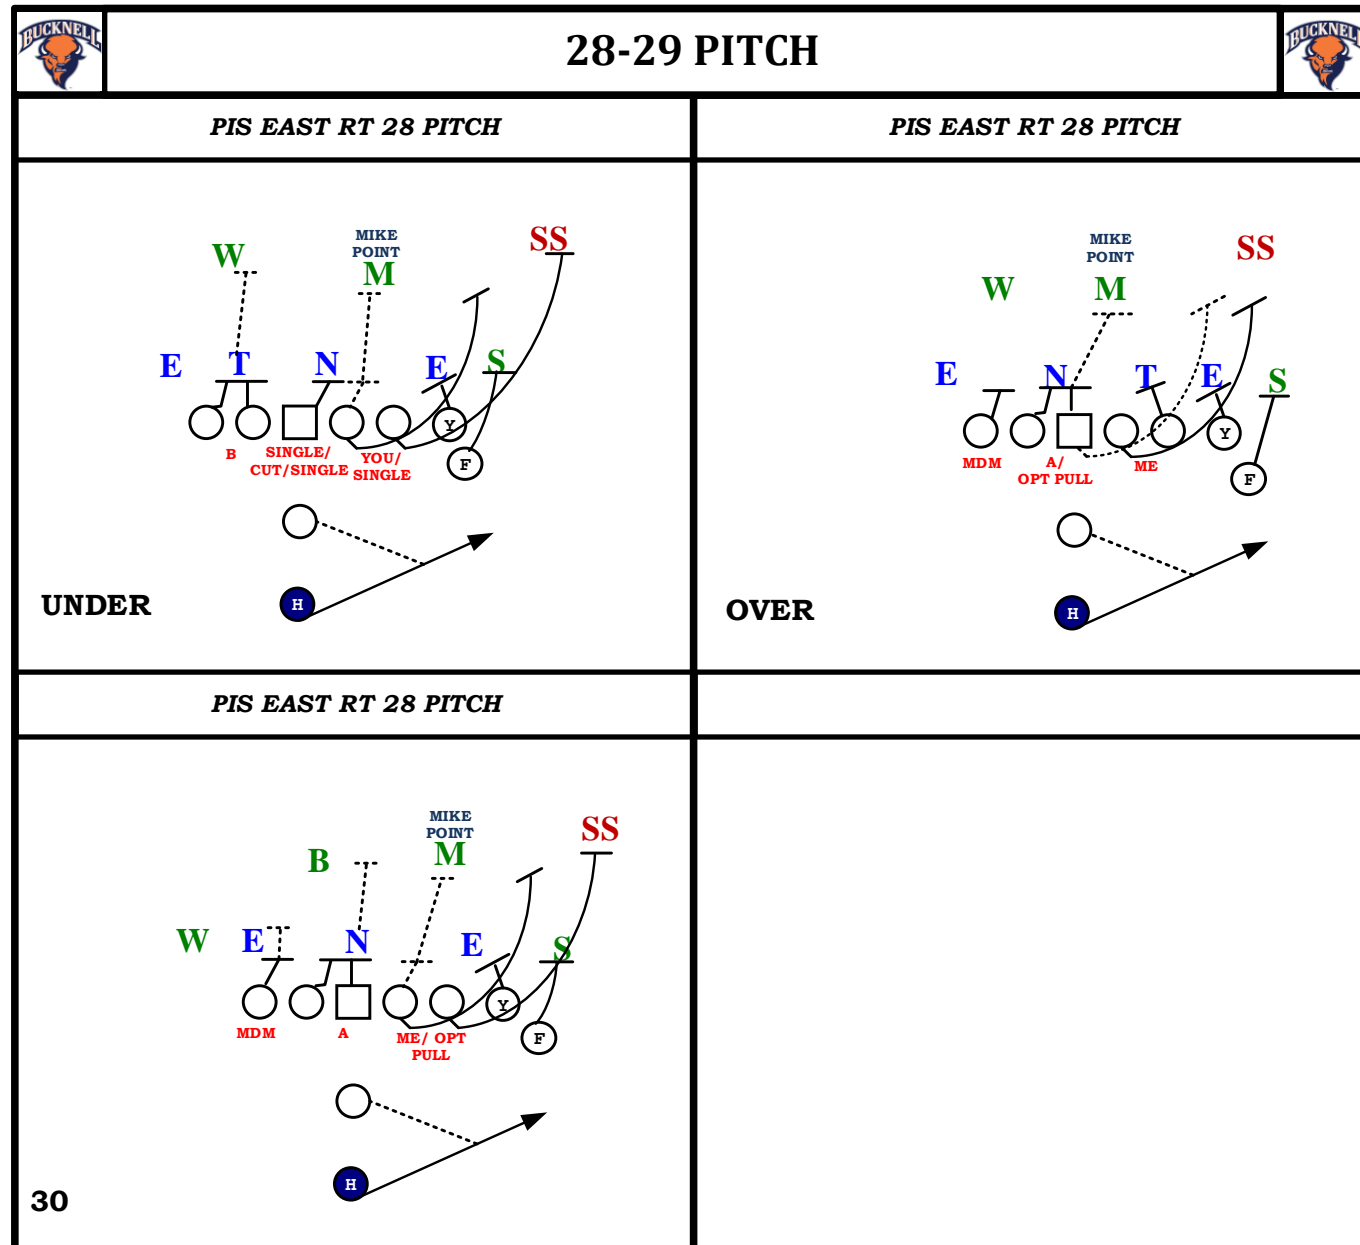 BUCKNELL
28-29 PITCH
BUCKNELL
PIS EAST RT 28 PITCH
PIS EAST RT 28 PITCH
MIKE
POINT
W
M
SS
E
T
N
E
S
Y
F
B
SINGLE/
CUT/SINGLE
YOU/
SINGLE
H
UNDER
MIKE
POINT
SS
W
M
E
N
T
E
S
Y
F
MDM
A/
OPT PULL
ME
H
OVER
PIS EAST RT 28 PITCH
MIKE
POINT
SS
B
M
W
E
N
E
S
Y
F
MDM
A
ME/ OPT
PULL
H
30